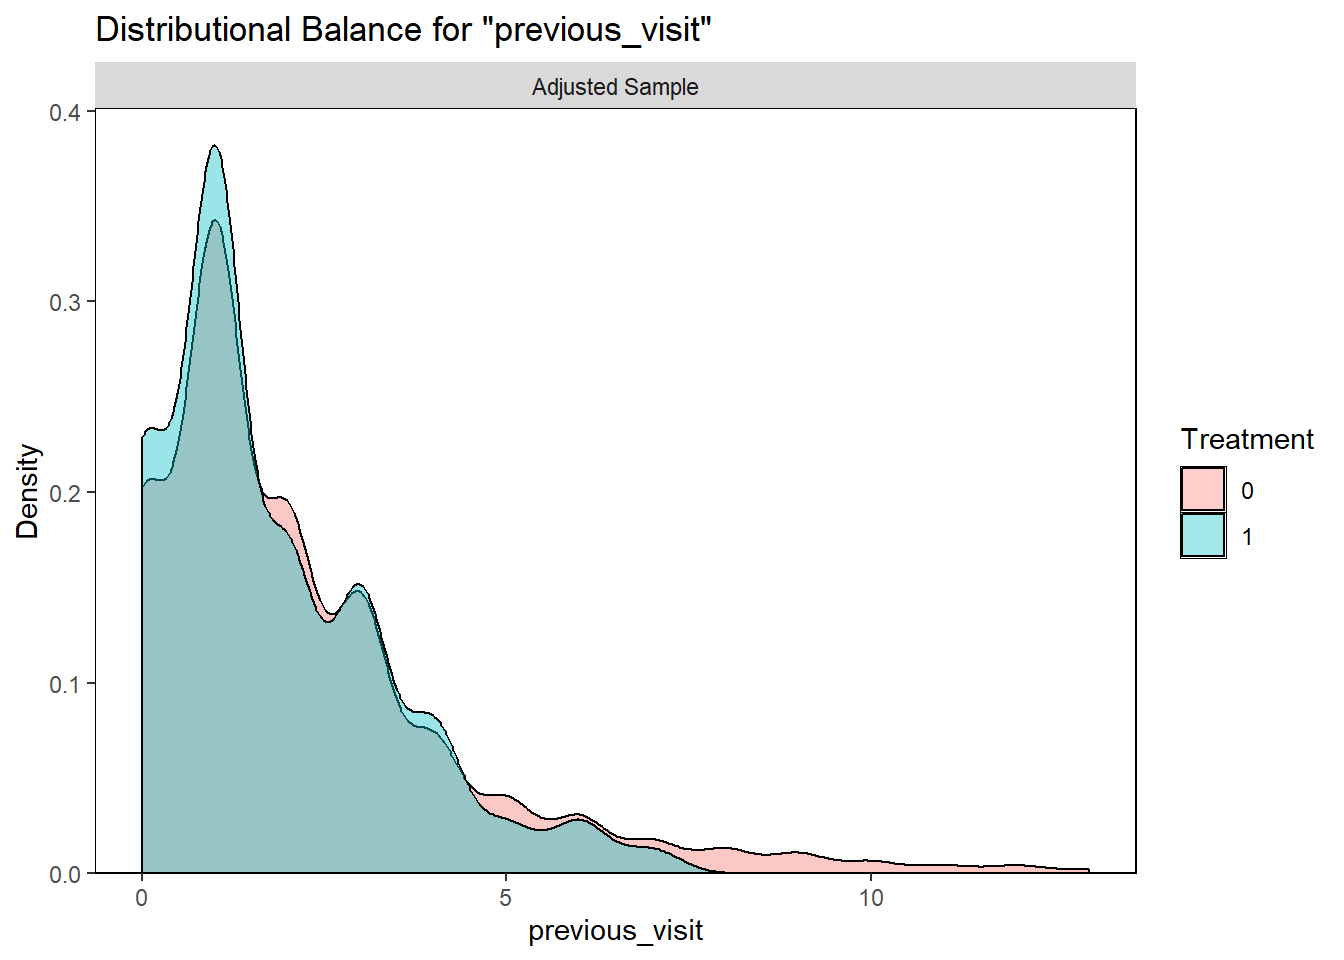 Distributional Balance for "previous_visit"
Adjusted Sample
0.4
0.3
0.2
0.1
0.0
Density
0
5
10
previous_visit
Treatment
0
1